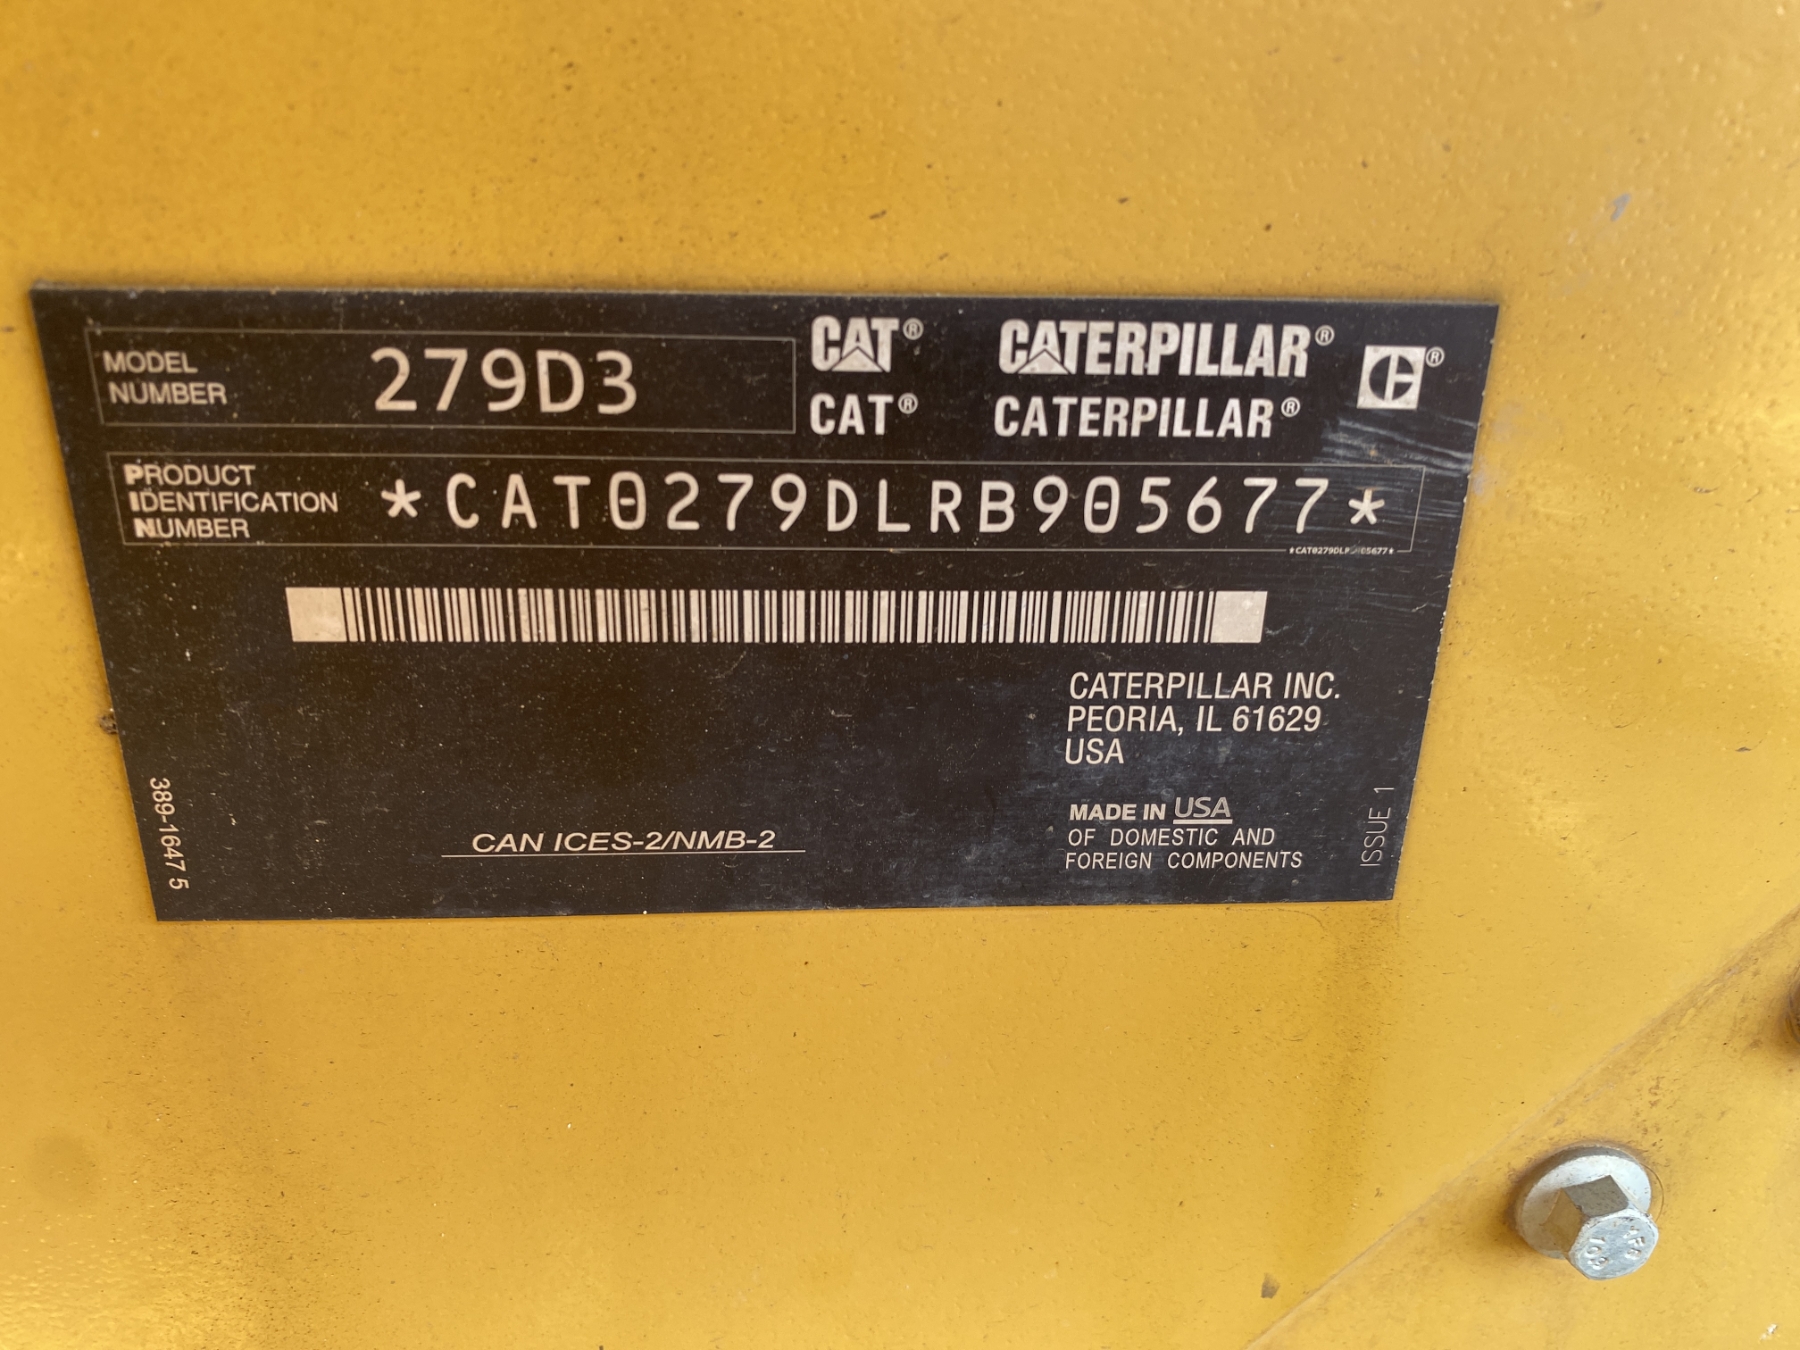 MODEL NUMBER 279D3
CAT® CATERPILLAR® ®
CAT® CATERPILLAR®
PRODUCT IDENTIFICATION NUMBER *CAT0279DLRB905677*
CATERPILLAR INC.
PEORIA, IL 61629
USA
MADE IN USA
OF DOMESTIC AND
FOREIGN COMPONENTS
CAN ICES-2/NMB-2
389-1647 5
ISSUE 1